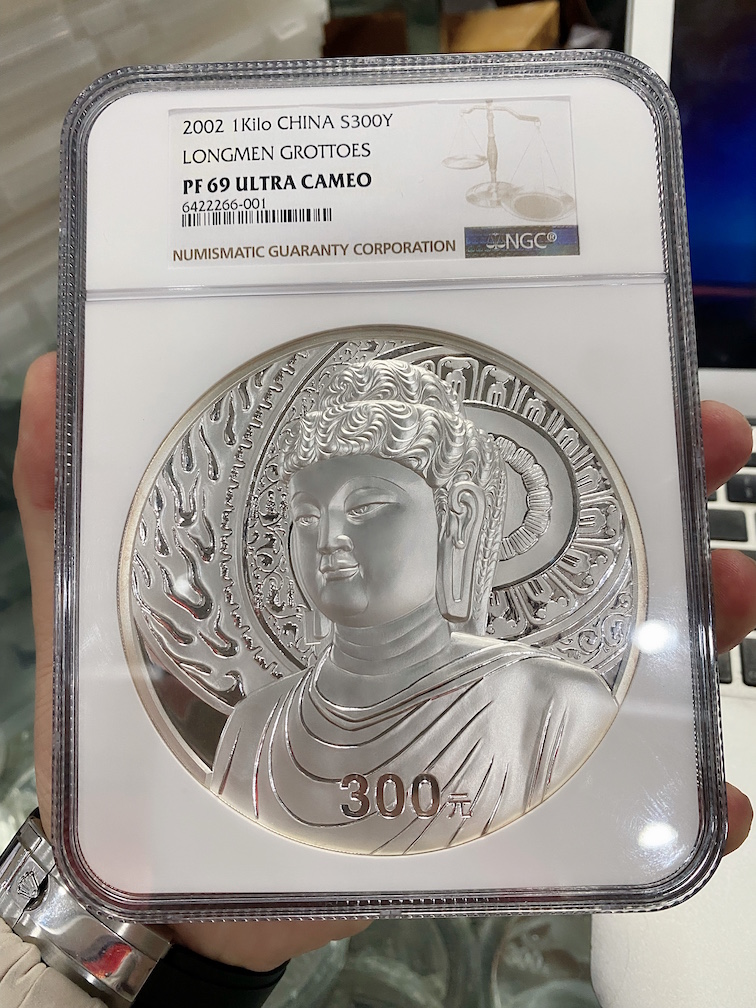 2002 1Kilo CHINA S300Y
LONGMEN GROTTOES
PF 69 ULTRA CAMEO
6422266-001
NUMISMATIC GUARANTY CORPORATION
NGC®
300元